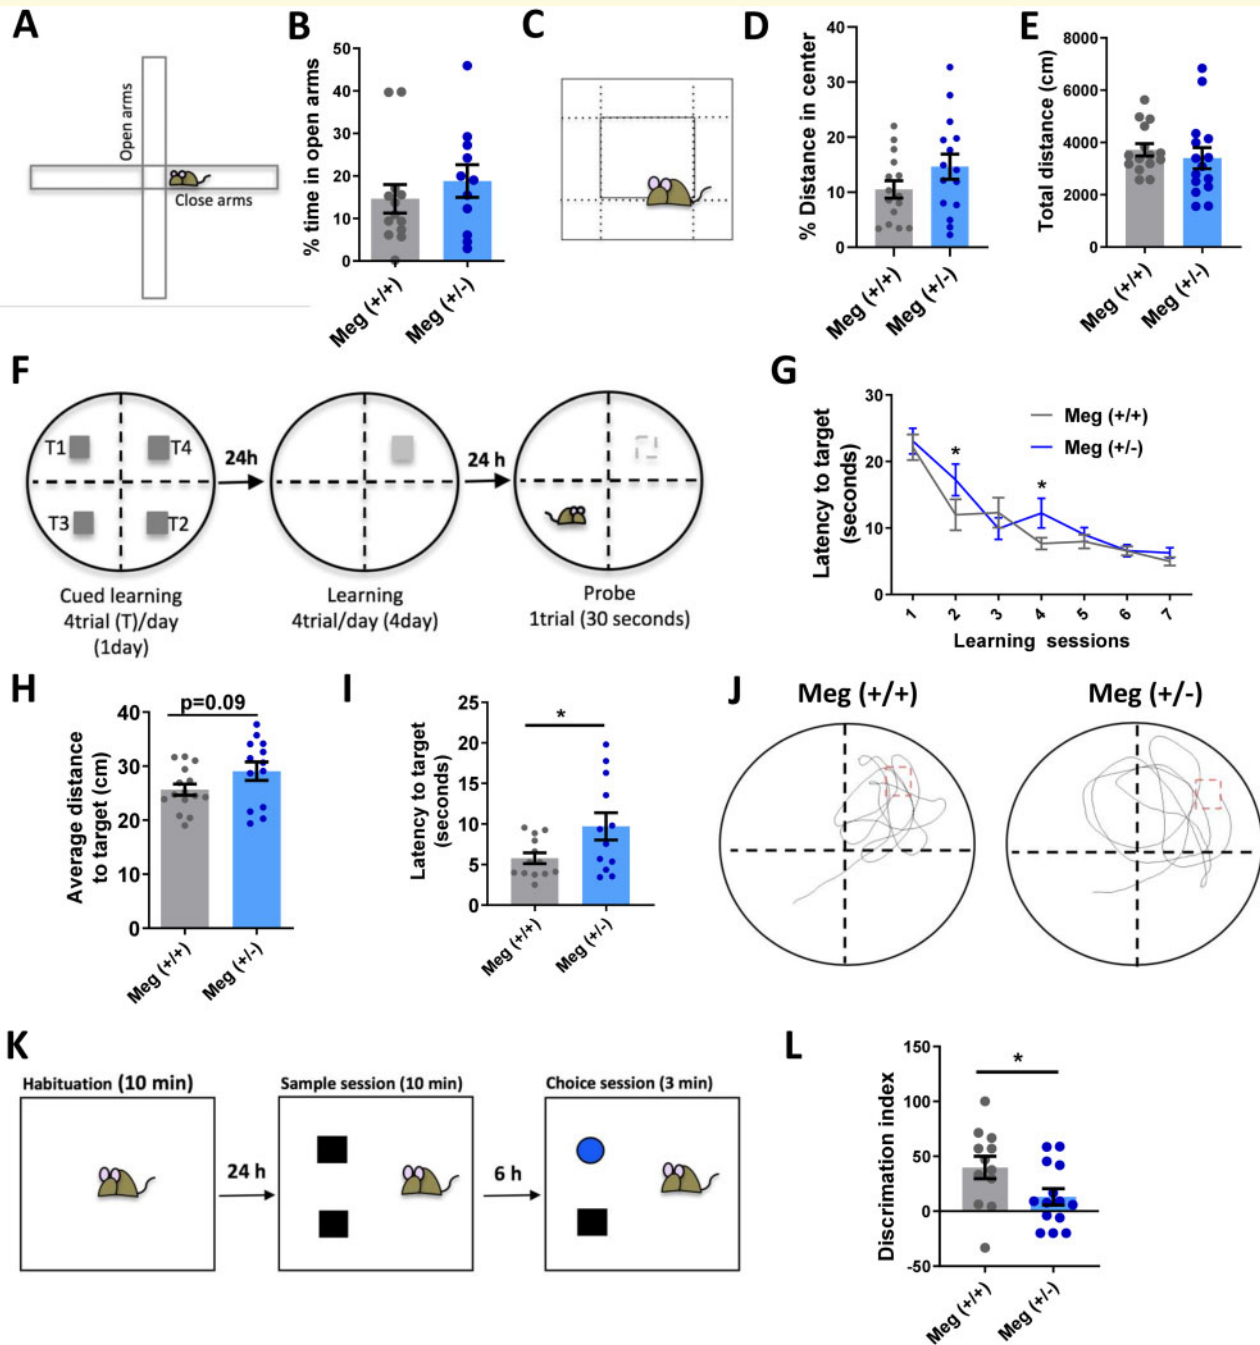 A
Open arms
Close arms
B
% time in open arms
50
40
30
20
10
0
Meg (+/+)
Meg (+/-)
C
D
% Distance in center
40
30
20
10
0
Meg (+/+)
Meg (+/-)
E
Total distance (cm)
8000
6000
4000
2000
0
Meg (+/+)
Meg (+/-)
F
T1
T4
T3
T2
24h
24 h
Cued learning
4trial (T)/day
(1day)
Learning
4trial/day (4day)
Probe
1trial (30 seconds)
G
Latency to target
(seconds)
30
20
10
0
Meg (+/+)
Meg (+/-)
*
*
1 2 3 4 5 6 7
Learning sessions
H
p=0.09
Average distance
to target (cm)
40
30
20
10
0
Meg (+/+)
Meg (+/-)
I
*
Latency to target
(seconds)
25
20
15
10
5
0
Meg (+/+)
Meg (+/-)
J
Meg (+/+)
Meg (+/-)
K
Habituation (10 min)
24 h
Sample session (10 min)
6 h
Choice session (3 min)
L
*
Discrimation index
150
100
50
0
-50
Meg (+/+)
Meg (+/-)